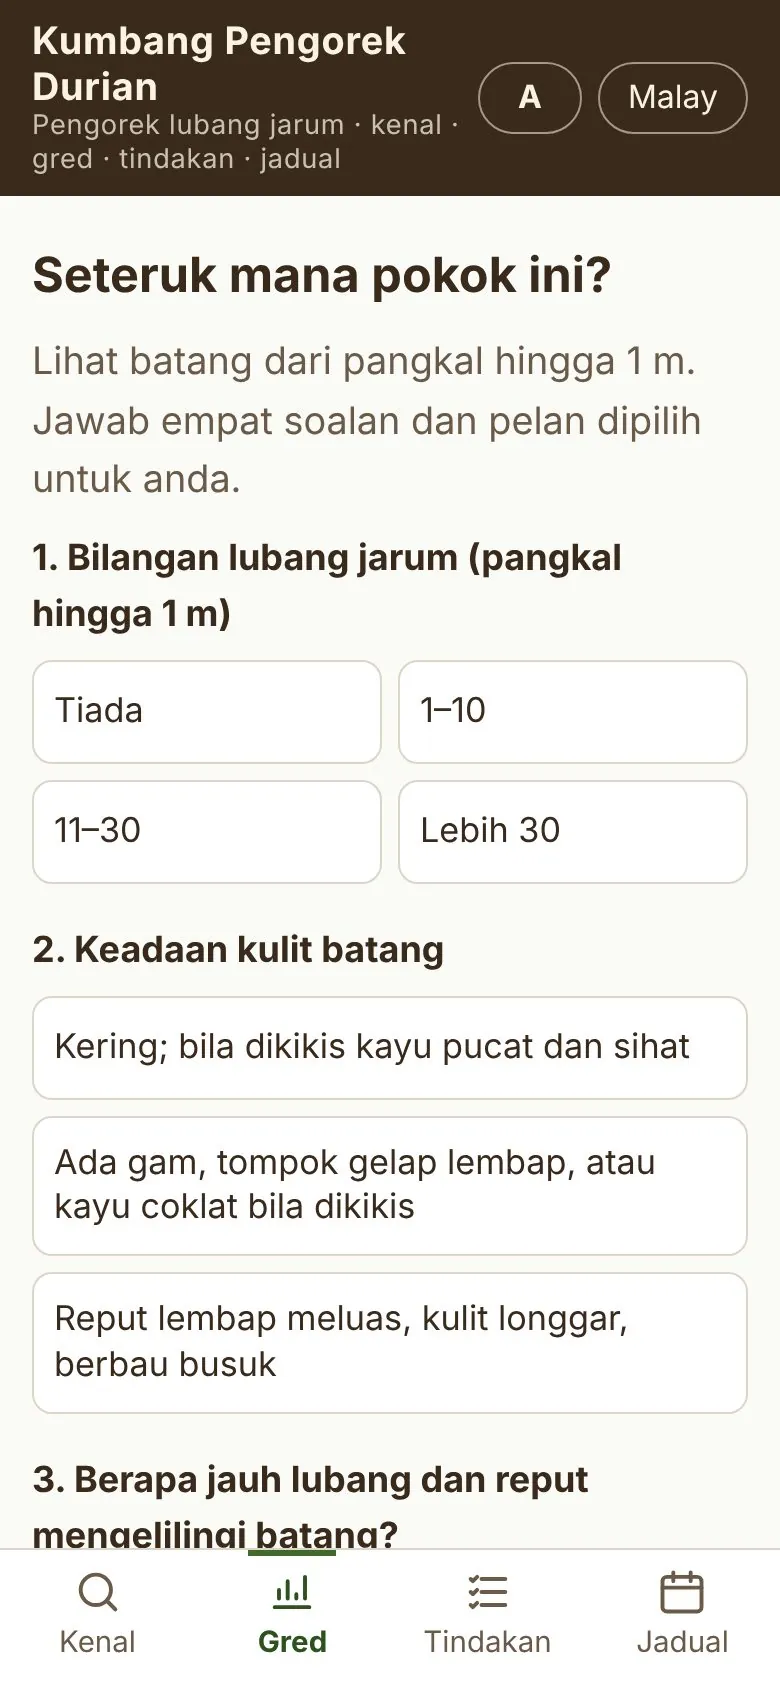 Kumbang Pengorek
Durian
Pengorek lubang jarum · kenal ·
gred · tindakan · jadual
A
Malay
Seteruk mana pokok ini?
Lihat batang dari pangkal hingga 1 m.
Jawab empat soalan dan pelan dipilih
untuk anda.
1. Bilangan lubang jarum (pangkal
hingga 1 m)
Tiada
1–10
11–30
Lebih 30
2. Keadaan kulit batang
Kering; bila dikikis kayu pucat dan sihat
Ada gam, tompok gelap lembap, atau
kayu coklat bila dikikis
Reput lembap meluas, kulit longgar,
berbau busuk
3. Berapa jauh lubang dan reput
mengelilingi batang?
Kenal
Gred
Tindakan
Jadual